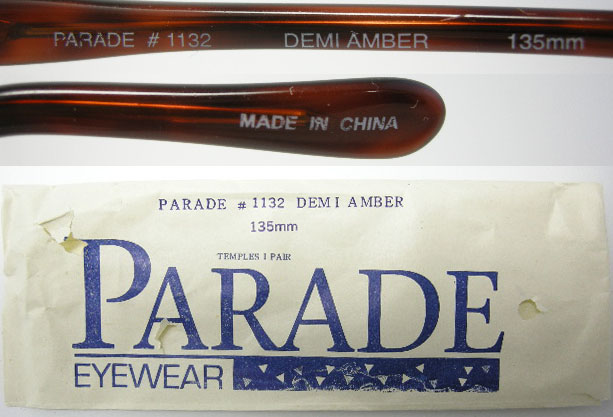 PARADE # 1132 DEMI AMBER 135mm
MADE IN CHINA
PARADE # 1132 DEMI AMBER
135mm
TEMPLES 1 PAIR
PARADE
EYEWEAR